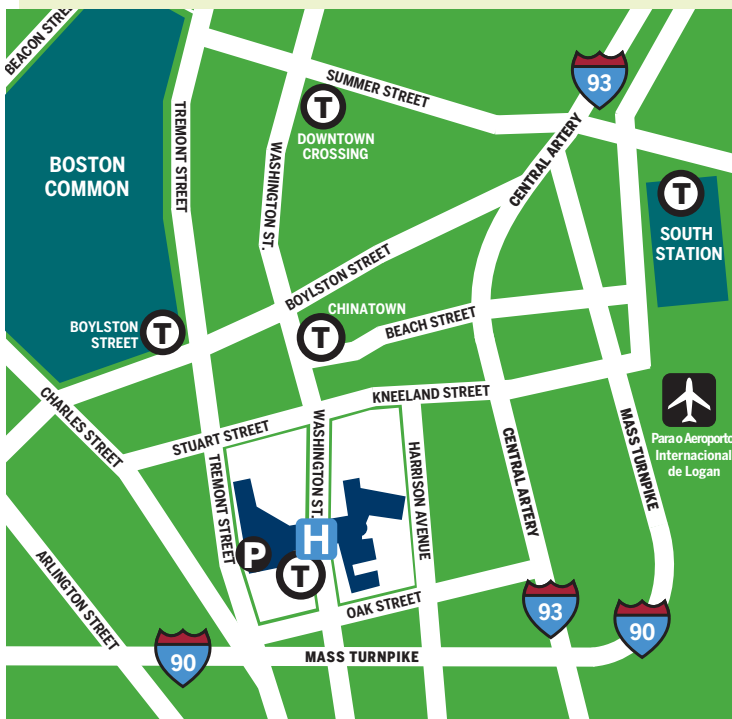 BEACON STREET
93
SUMMER STREET
T
DOWNTOWN
CROSSING
TREMONT STREET
WASHINGTON ST.
CENTRAL ARTERY
BOSTON
COMMON
T
SOUTH
STATION
BOYLSTON STREET
BOYLSTON
STREET
T
CHINATOWN
T
BEACH STREET
KNEELAND STREET
CHARLES STREET
STUART STREET
Para o Aeroporto
Internacional
de Logan
TREMONT STREET
WASHINGTON ST.
HARRISON AVENUE
CENTRAL ARTERY
MASS TURNPIKE
H
P
T
ARLINGTON STREET
OAK STREET
93
90
90
MASS TURNPIKE